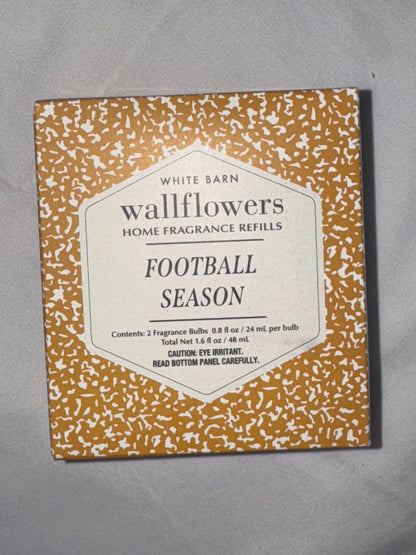 WHITE BARN
wallflowers
HOME FRAGRANCE REFILLS
FOOTBALL
SEASON
Contents: 2 Fragrance Bulbs 0.8 fl oz / 24 mL per bulb
Total Net 1.6 fl oz / 48 mL
CAUTION: EYE IRRITANT.
READ BOTTOM PANEL CAREFULLY.